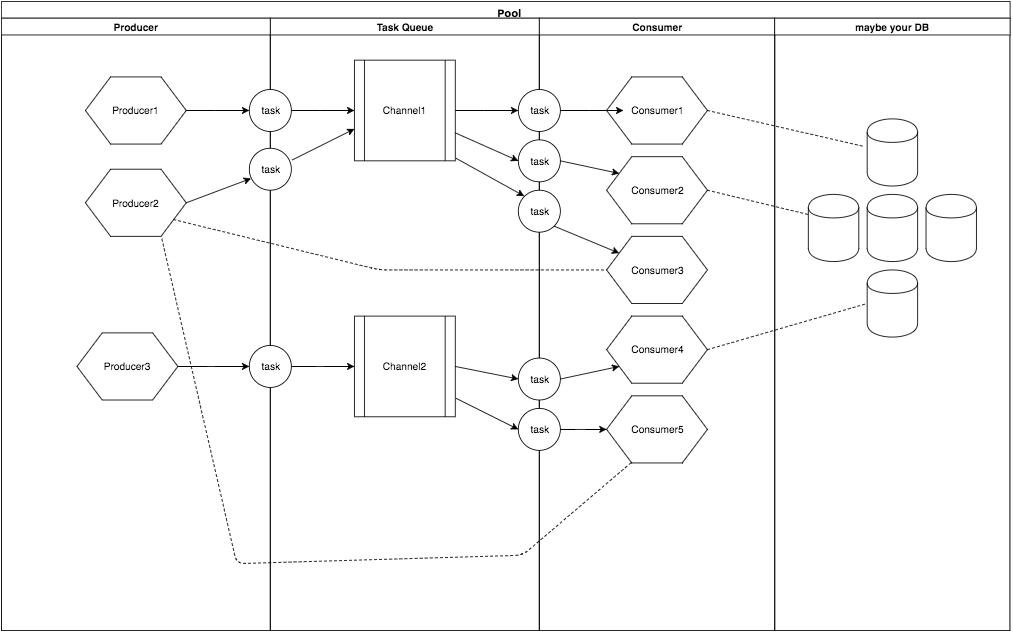 Pool
Producer
Task Queue
Consumer
maybe your DB
Producer1
task
Channel1
task
Consumer1
task
task
Consumer2
Producer2
task
Consumer3
Producer3
task
Channel2
task
Consumer4
task
Consumer5